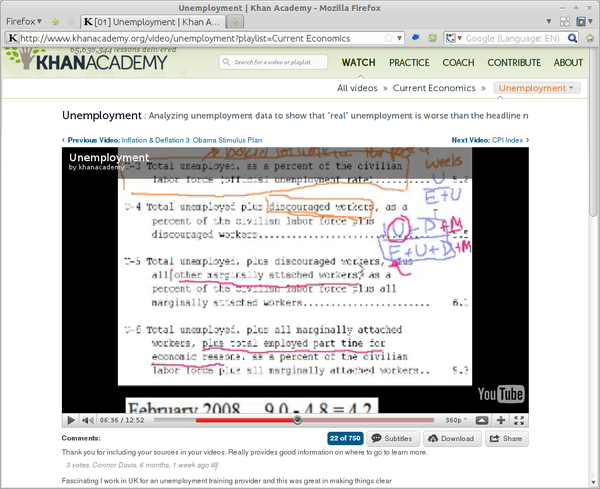 Unemployment | Khan Academy - Mozilla Firefox
Firefox
[01] Unemployment | Khan A...
http://www.khanacademy.org/video/unemployment?playlist=Current Economics
Google (Language: EN)
65,638,344 lessons delivered
KHANACADEMY
Search for a video or playlist
WATCH PRACTICE COACH CONTRIBUTE ABOUT
All videos » Current Economics » Unemployment
Unemployment : Analyzing unemployment data to show that "real" unemployment is worse than the headline n
‹ Previous Video: Inflation & Deflation 3: Obama Stimulus Plan
Next Video: CPI Index ›
Unemployment
by khanacademy
weeks
U-3 Total unemployed, as a percent of the civilian
labor force (official unemployment rate)
5.2
U
E+U
U-4 Total unemployed plus discouraged workers, as a
percent of the civilian labor force plus
discouraged workers
U+D+M
E+U+D+M
U-5 Total unemployed, plus discouraged workers, plus
all other marginally attached workers, as a
percent of the civilian labor force plus all
marginally attached workers
U-6 Total unemployed, plus all marginally attached
workers, plus total employed part time for
economic reasons, as a percent of the civilian
labor force plus all marginally attached workers..
YouTube
February 2008 9.0 - 4.8 = 4.2
06:36 / 12:52
360p
Comments:
22 of 750
Subtitles
Download
Share
Thank you for including your sources in your videos. Really provides good information on where to go to learn more.
3 votes, Connor Davis, 6 months, 1 week ago
Fascinating I work in UK for an unemployment training provider and this was great in making things clear